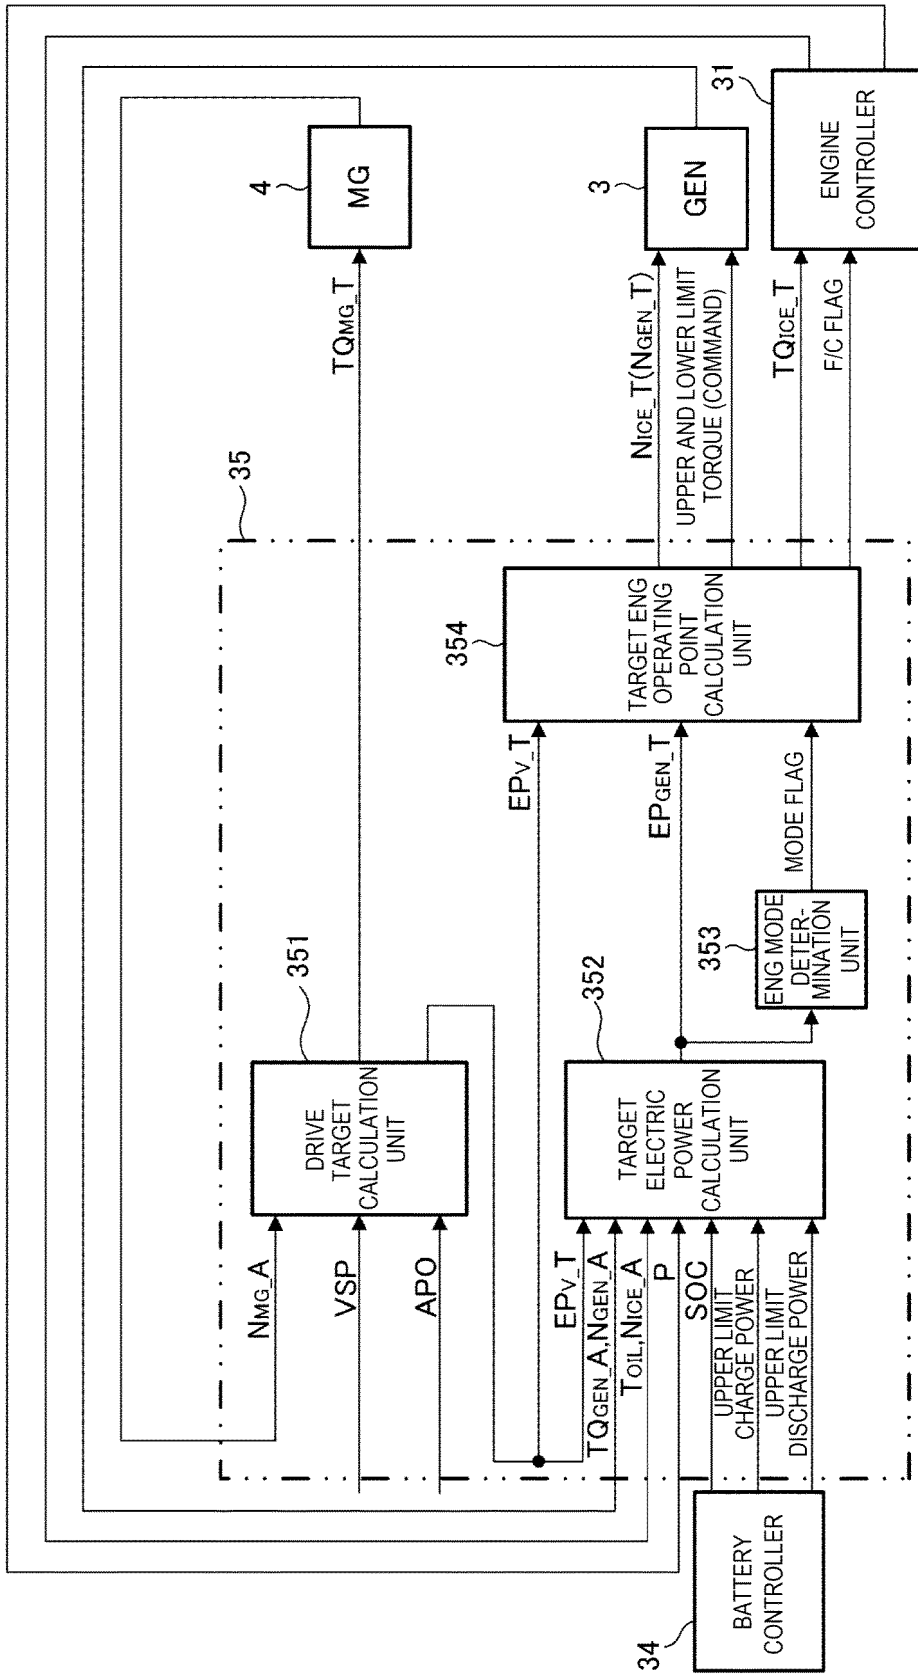 35
NMG_A
VSP
APO
DRIVE
TARGET
CALCULATION
UNIT
351
TQMG_T
MG
4
EPV_T
TQGEN_A,NGEN_A
TOIL,NICE_A
P
SOC
UPPER LIMIT
CHARGE POWER
UPPER LIMIT
DISCHARGE POWER
BATTERY
CONTROLLER
34
TARGET
ELECTRIC
POWER
CALCULATION
UNIT
352
ENG MODE
DETER-
MINATION
UNIT
353
EPV_T
EPGEN_T
MODE FLAG
TARGET ENG
OPERATING
POINT
CALCULATION
UNIT
354
NICE_T(NGEN_T)
UPPER AND LOWER LIMIT
TORQUE (COMMAND)
TQICE_T
F/C FLAG
GEN
3
ENGINE
CONTROLLER
31